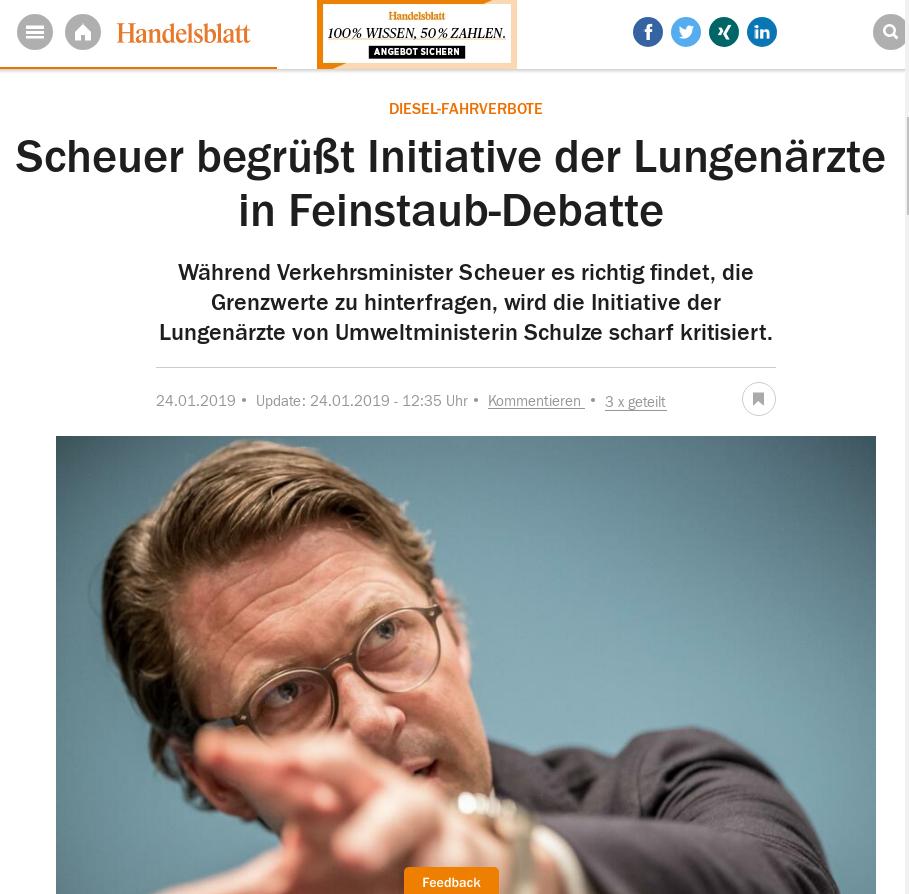 Handelsblatt
Handelsblatt
100% WISSEN, 50% ZAHLEN.
ANGEBOT SICHERN
DIESEL-FAHRVERBOTE
Scheuer begrüßt Initiative der Lungenärzte
in Feinstaub-Debatte
Während Verkehrsminister Scheuer es richtig findet, die
Grenzwerte zu hinterfragen, wird die Initiative der
Lungenärzte von Umweltministerin Schulze scharf kritisiert.
24.01.2019 • Update: 24.01.2019 - 12:35 Uhr • Kommentieren • 3 x geteilt
Feedback